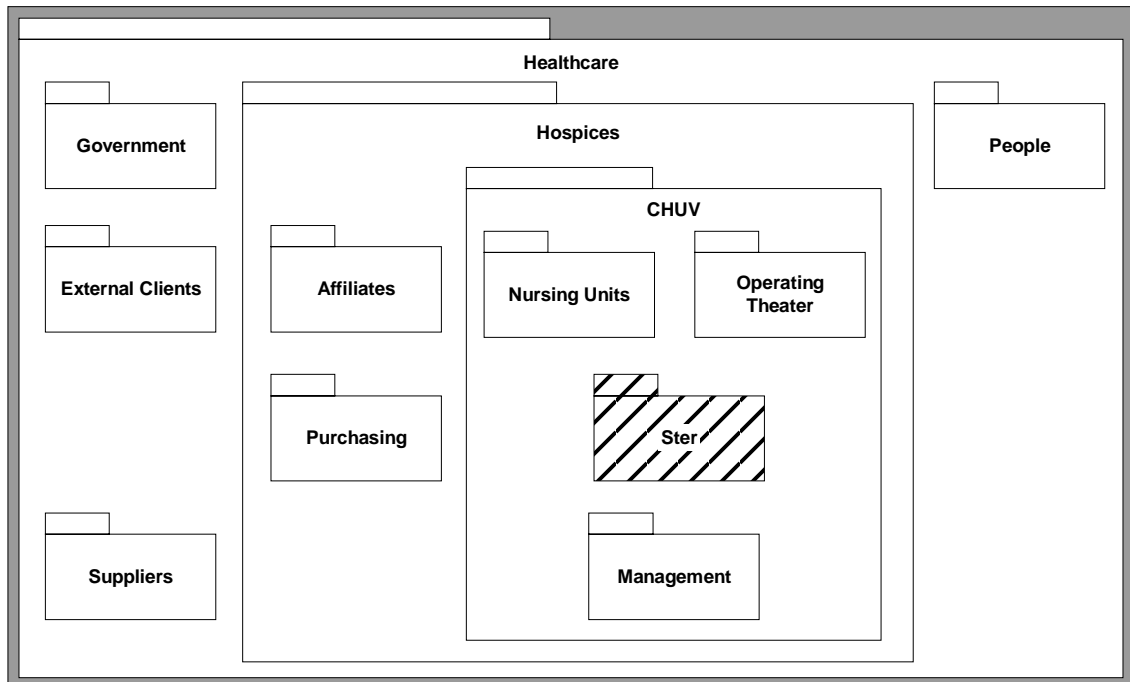 Healthcare
Government
Hospices
People
CHUV
External Clients
Affiliates
Nursing Units
Operating
Theater
Purchasing
Ster
Suppliers
Management